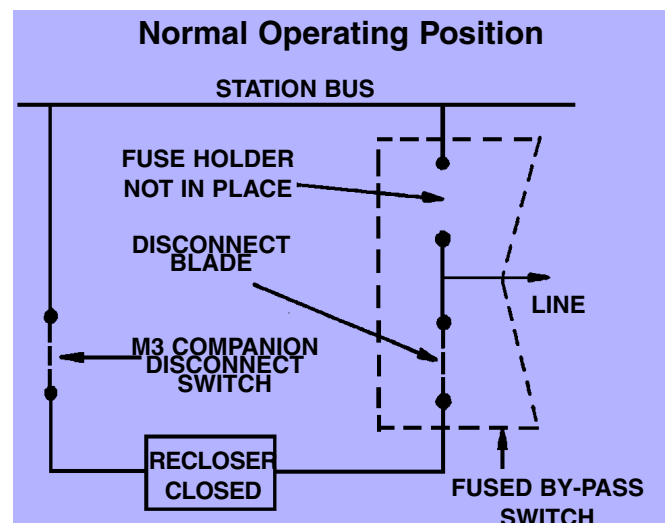 Normal Operating Position
STATION BUS
FUSE HOLDER
NOT IN PLACE
DISCONNECT
BLADE
LINE
M3 COMPANION
DISCONNECT
SWITCH
RECLOSER
CLOSED
FUSED BY-PASS
SWITCH